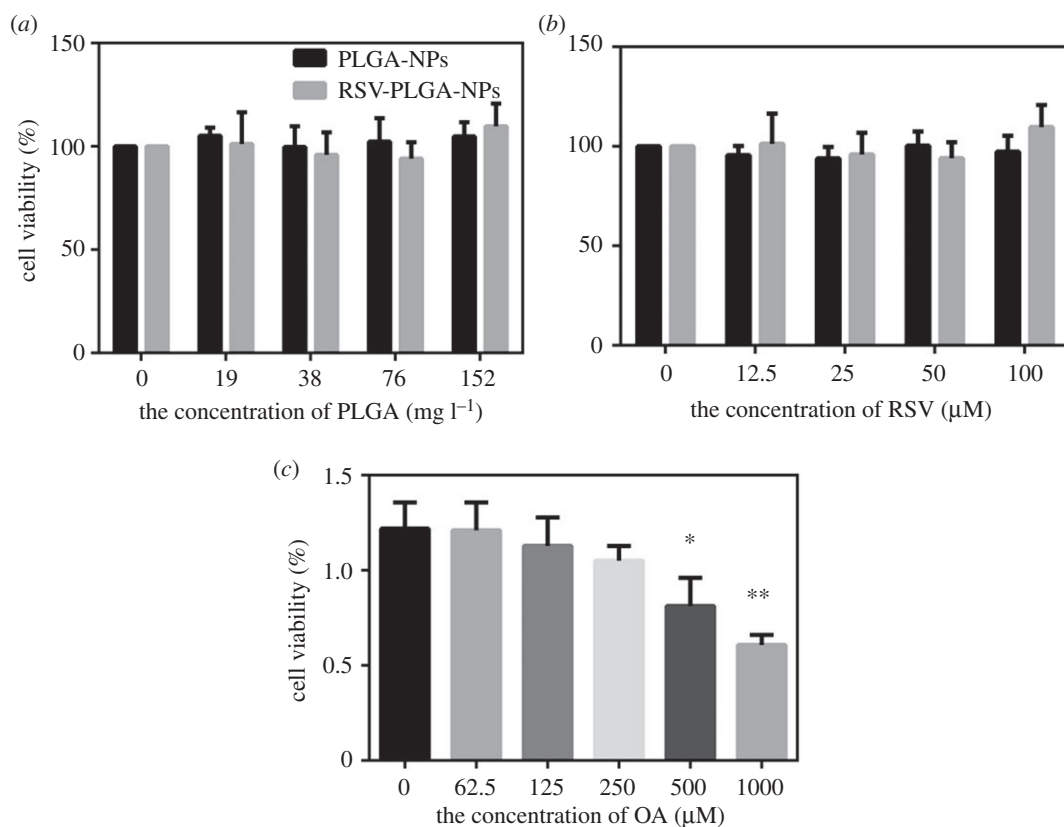 (a)
150
100
50
0
cell viability (%)
PLGA-NPs
RSV-PLGA-NPs
0 19 38 76 152
the concentration of PLGA (mg l⁻¹)
(b)
150
100
50
0
0 12.5 25 50 100
the concentration of RSV (μM)
(c)
1.5
1.0
0.5
0
cell viability (%)
*
**
0 62.5 125 250 500 1000
the concentration of OA (μM)